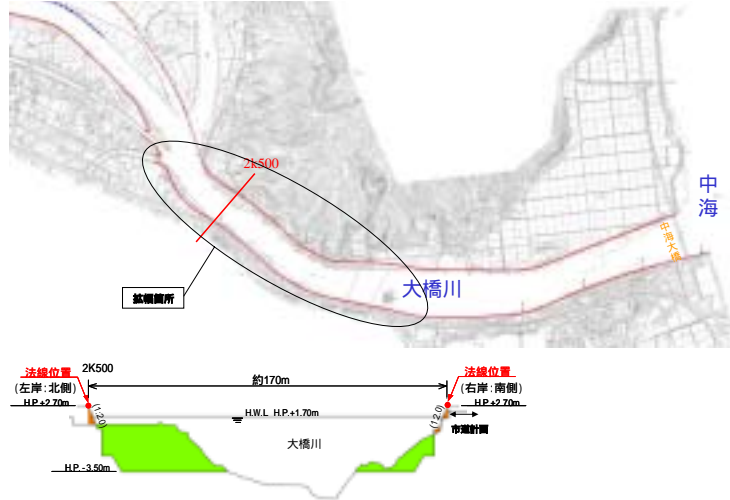 2k500
中海
中海大橋
大橋川
拡幅箇所
法線位置
(左岸:北側)
2K500
約170m
法線位置
(右岸:南側)
H.P.+2.70m
H.P.+2.70m
(1:2.0)
H.W.L H.P.+1.70m
(1:2.0)
市道計画
大橋川
H.P.-3.50m